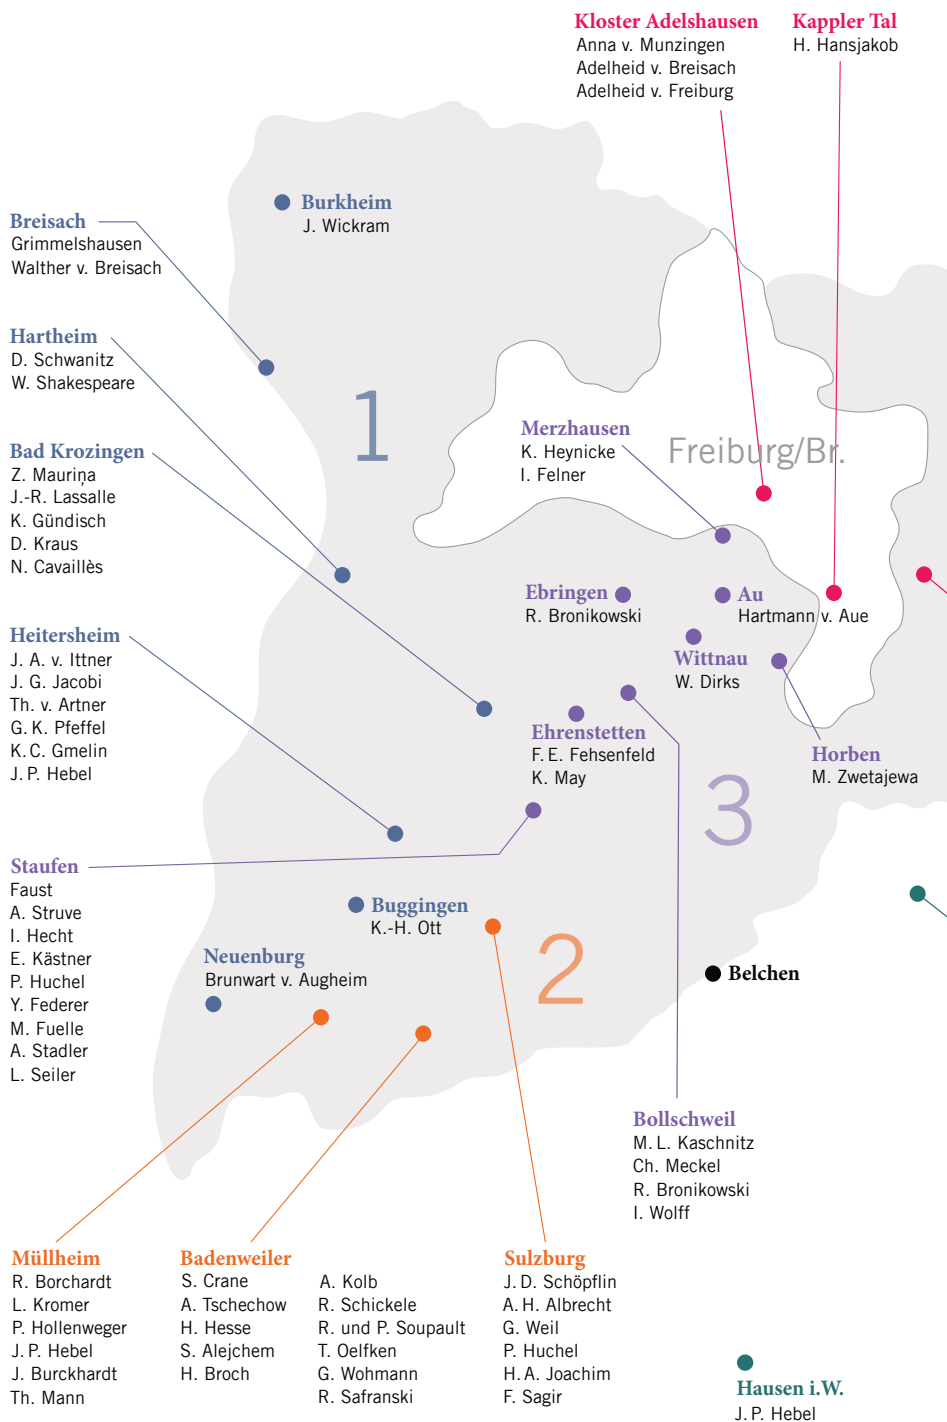 Kloster Adelshausen
Anna v. Munzingen
Adelheid v. Breisach
Adelheid v. Freiburg
Kappler Tal
H. Hansjakob
Burkheim
J. Wickram
Breisach
Grimmelshausen
Walther v. Breisach
Hartheim
D. Schwanitz
W. Shakespeare
1
Merzhausen
K. Heynicke
I. Felner
Freiburg/Br.
Bad Krozingen
Z. Mauriņa
J.-R. Lassalle
K. Gündisch
D. Kraus
N. Cavaillès
Ebringen
R. Bronikowski
Au
Hartmann v. Aue
Heitersheim
J. A. v. Ittner
J. G. Jacobi
Th. v. Artner
G. K. Pfeffel
K. C. Gmelin
J. P. Hebel
Wittnau
W. Dirks
Ehrenstetten
F. E. Fehsenfeld
K. May
Horben
M. Zwetajewa
3
Staufen
Faust
A. Struve
I. Hecht
E. Kästner
P. Huchel
Y. Federer
M. Fuelle
A. Stadler
L. Seiler
Buggingen
K.-H. Ott
Neuenburg
Brunwart v. Augheim
2
Belchen
Bollschweil
M. L. Kaschnitz
Ch. Meckel
R. Bronikowski
I. Wolff
Müllheim
R. Borchardt
L. Kromer
P. Hollenweger
J. P. Hebel
J. Burckhardt
Th. Mann
Badenweiler
S. Crane
A. Tschechow
H. Hesse
S. Alejchem
H. Broch
A. Kolb
R. Schickele
R. und P. Soupault
T. Oelfken
G. Wohmann
R. Safranski
Sulzburg
J. D. Schöpflin
A. H. Albrecht
G. Weil
P. Huchel
H. A. Joachim
F. Sagir
Hausen i.W.
J. P. Hebel